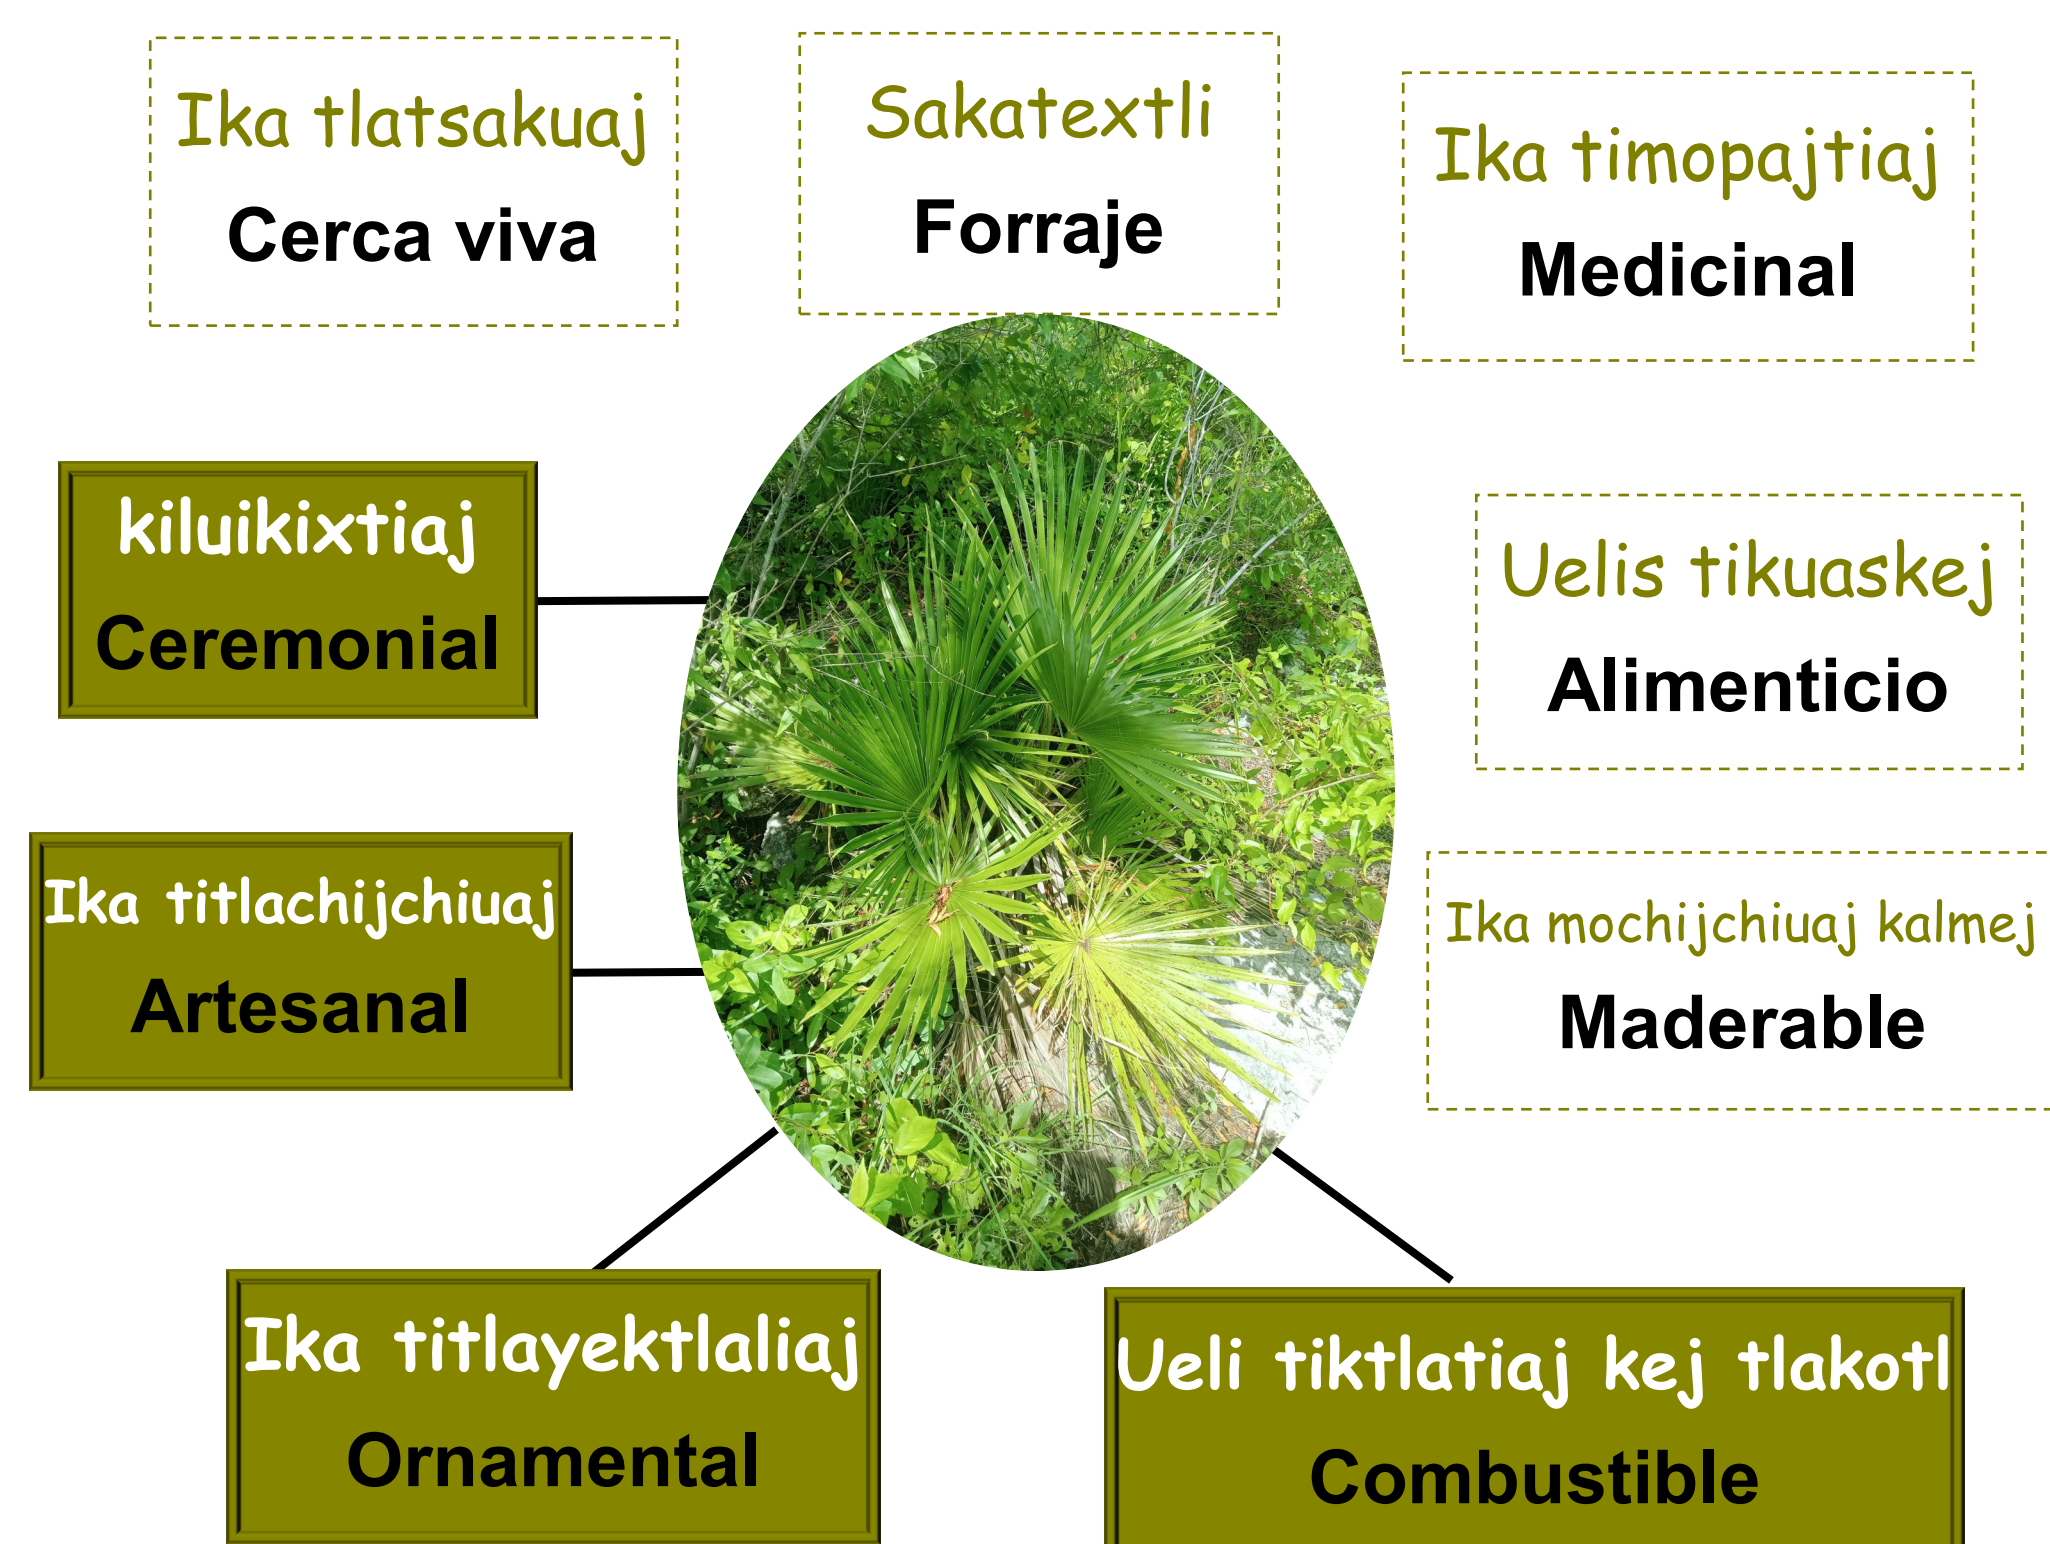 Ika tlatsakuaj
Cerca viva
Sakatextli
Forraje
Ika timopajtiaj
Medicinal
kiluikixtiaj
Ceremonial
Uelis tikuaskej
Alimenticio
Ika titlachijchiuaj
Artesanal
Ika mochijchiuaj kalmej
Maderable
Ika titlayektlaliaj
Ornamental
Ueli tiktlatiaj kej tlakotl
Combustible